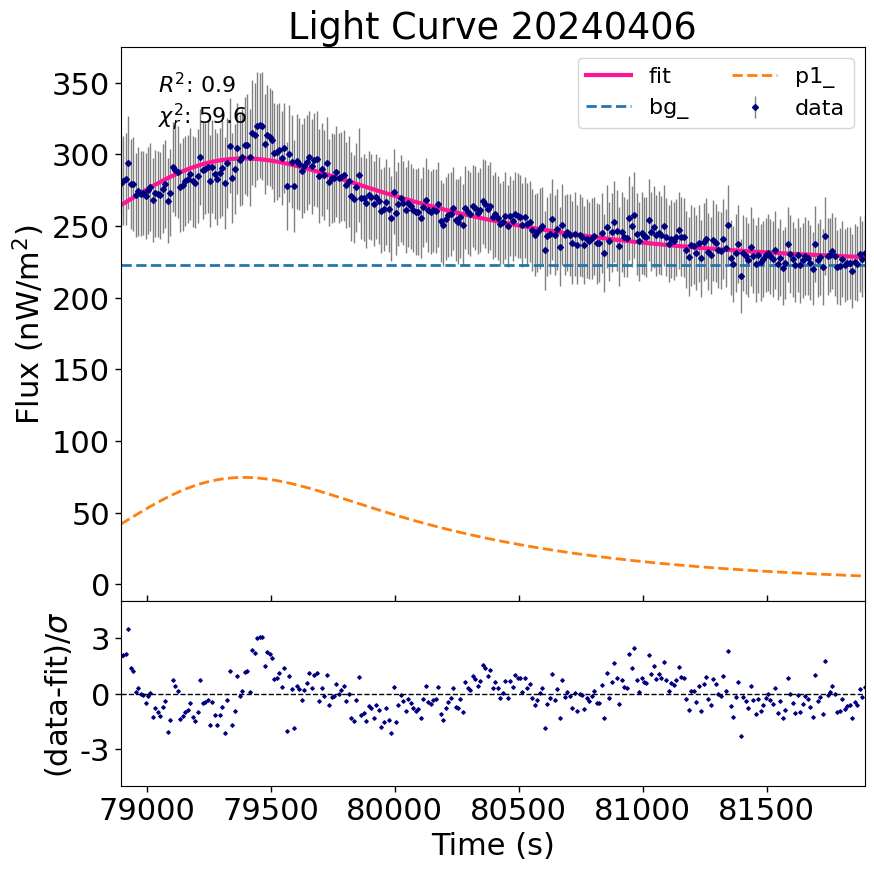 Light Curve 20240406
R²: 0.9
χ²ᵣ: 59.6
fit
bg_
p1_
data
Flux (nW/m²)
350
300
250
200
150
100
50
0
(data-fit)/σ
3
0
-3
79000 79500 80000 80500 81000 81500
Time (s)